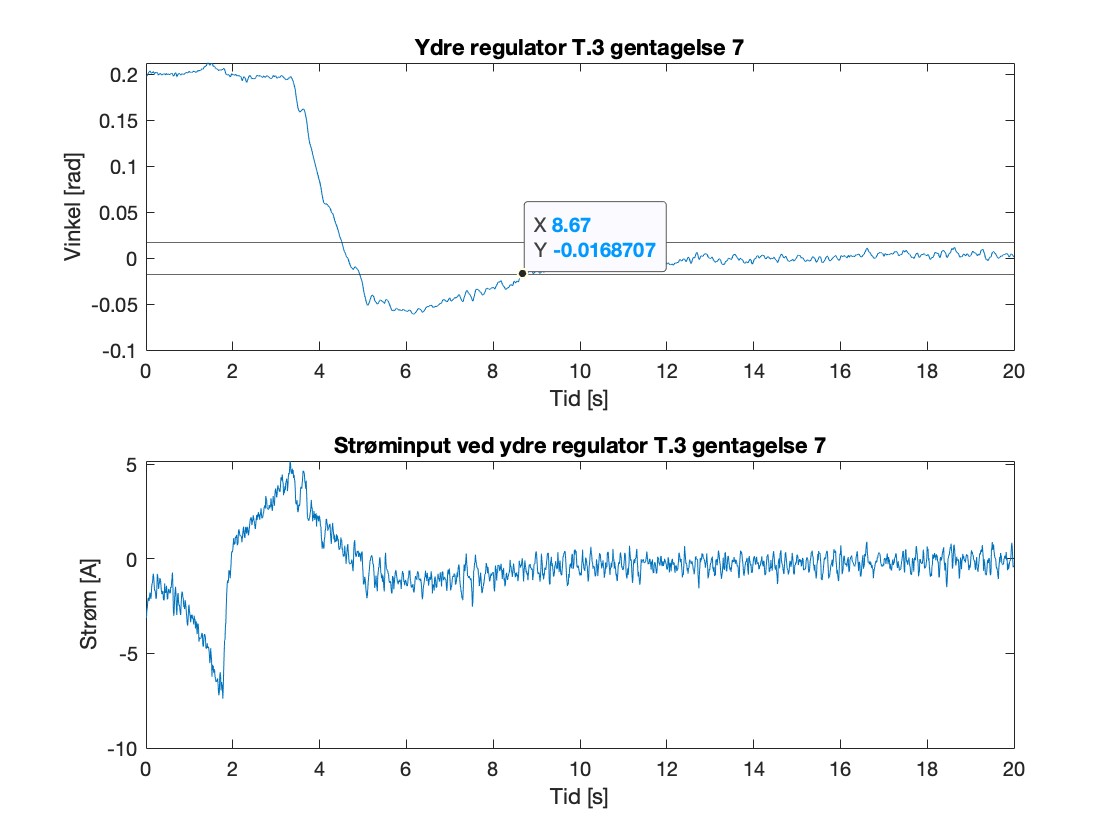 Ydre regulator T.3 gentagelse 7
0.2
0.15
0.1
0.05
0
-0.05
-0.1
Vinkel [rad]
X 8.67
Y -0.0168707
0 2 4 6 8 10 12 14 16 18 20
Tid [s]
Strøminput ved ydre regulator T.3 gentagelse 7
5
0
-5
-10
Strøm [A]
0 2 4 6 8 10 12 14 16 18 20
Tid [s]